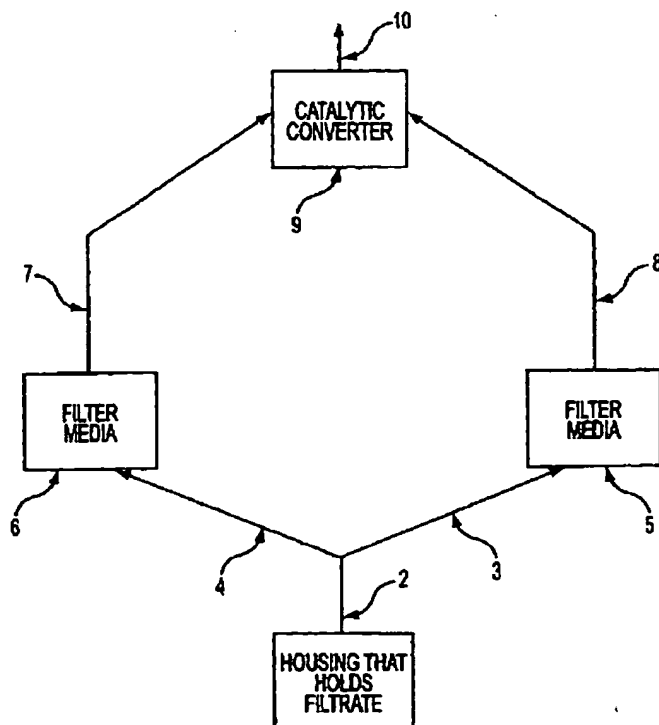 10
CATALYTIC
CONVERTER
9
7
8
FILTER
MEDIA
FILTER
MEDIA
6
5
4
3
2
HOUSING THAT
HOLDS
FILTRATE